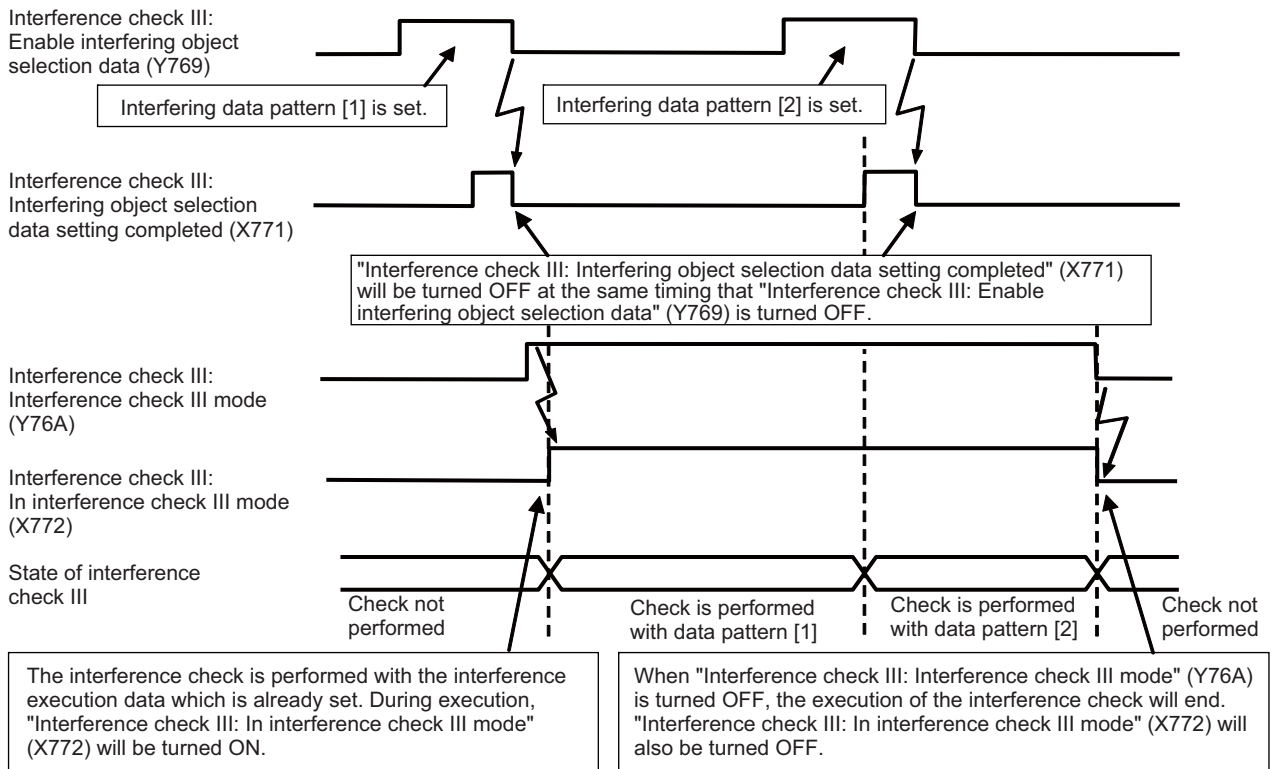 Interference check III:
Enable interfering object
selection data (Y769)
Interfering data pattern [1] is set.
Interfering data pattern [2] is set.
Interference check III:
Interfering object selection
data setting completed (X771)
"Interference check III: Interfering object selection data setting completed" (X771)
will be turned OFF at the same timing that "Interference check III: Enable
interfering object selection data" (Y769) is turned OFF.
Interference check III:
Interference check III mode
(Y76A)
Interference check III:
In interference check III mode
(X772)
State of interference
check III
Check not
performed
Check is performed
with data pattern [1]
Check is performed
with data pattern [2]
Check not
performed
The interference check is performed with the interference
execution data which is already set. During execution,
"Interference check III: In interference check III mode"
(X772) will be turned ON.
When "Interference check III: Interference check III mode" (Y76A)
is turned OFF, the execution of the interference check will end.
"Interference check III: In interference check III mode" (X772) will
also be turned OFF.